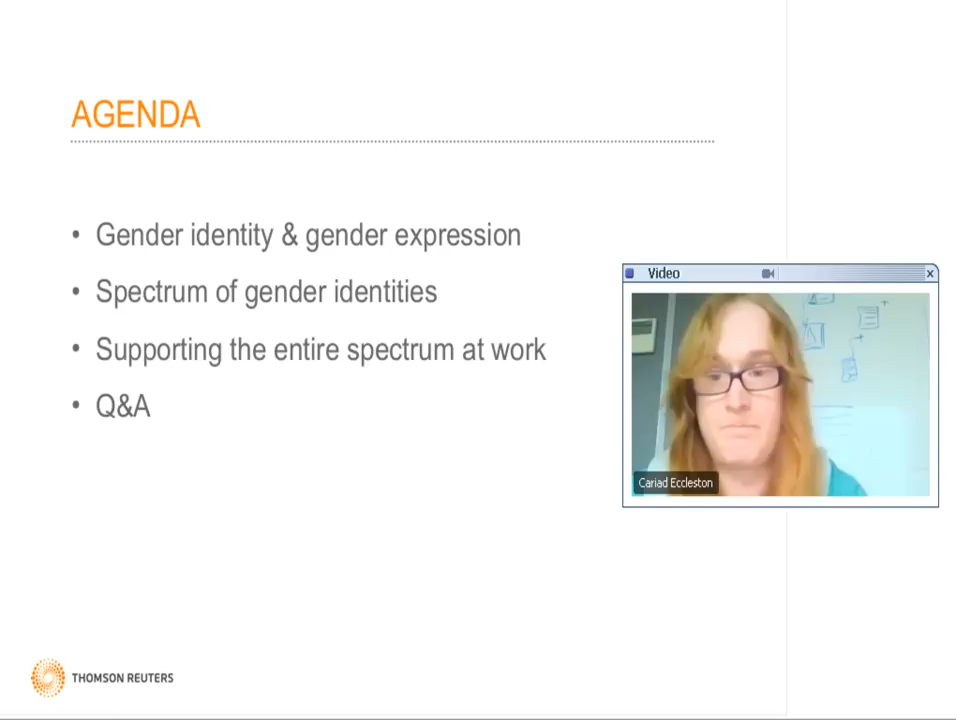 AGENDA
• Gender identity & gender expression
• Spectrum of gender identities
• Supporting the entire spectrum at work
• Q&A
Video
Cariad Eccleston
THOMSON REUTERS